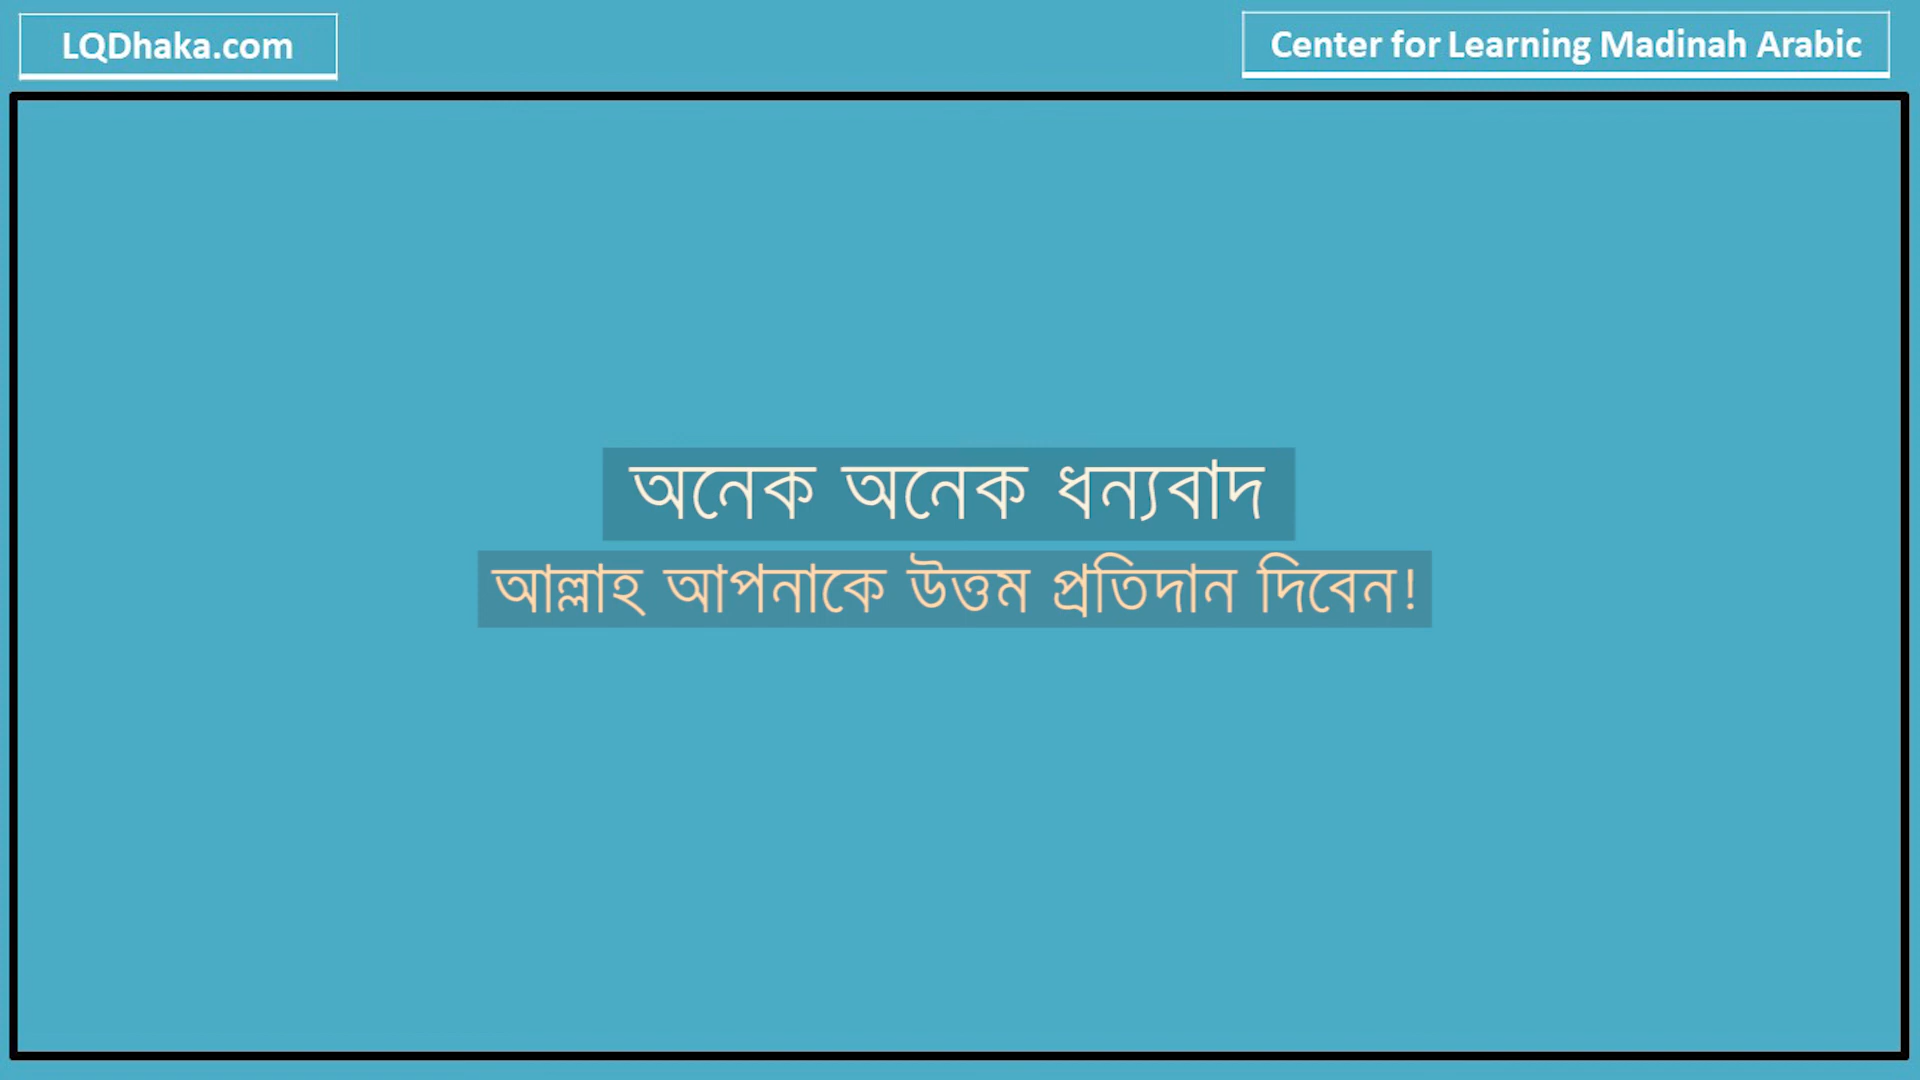 LQDhaka.com
Center for Learning Madinah Arabic
অনেক অনেক ধন্যবাদ
আল্লাহ আপনাকে উত্তম প্রতিদান দিবেন!